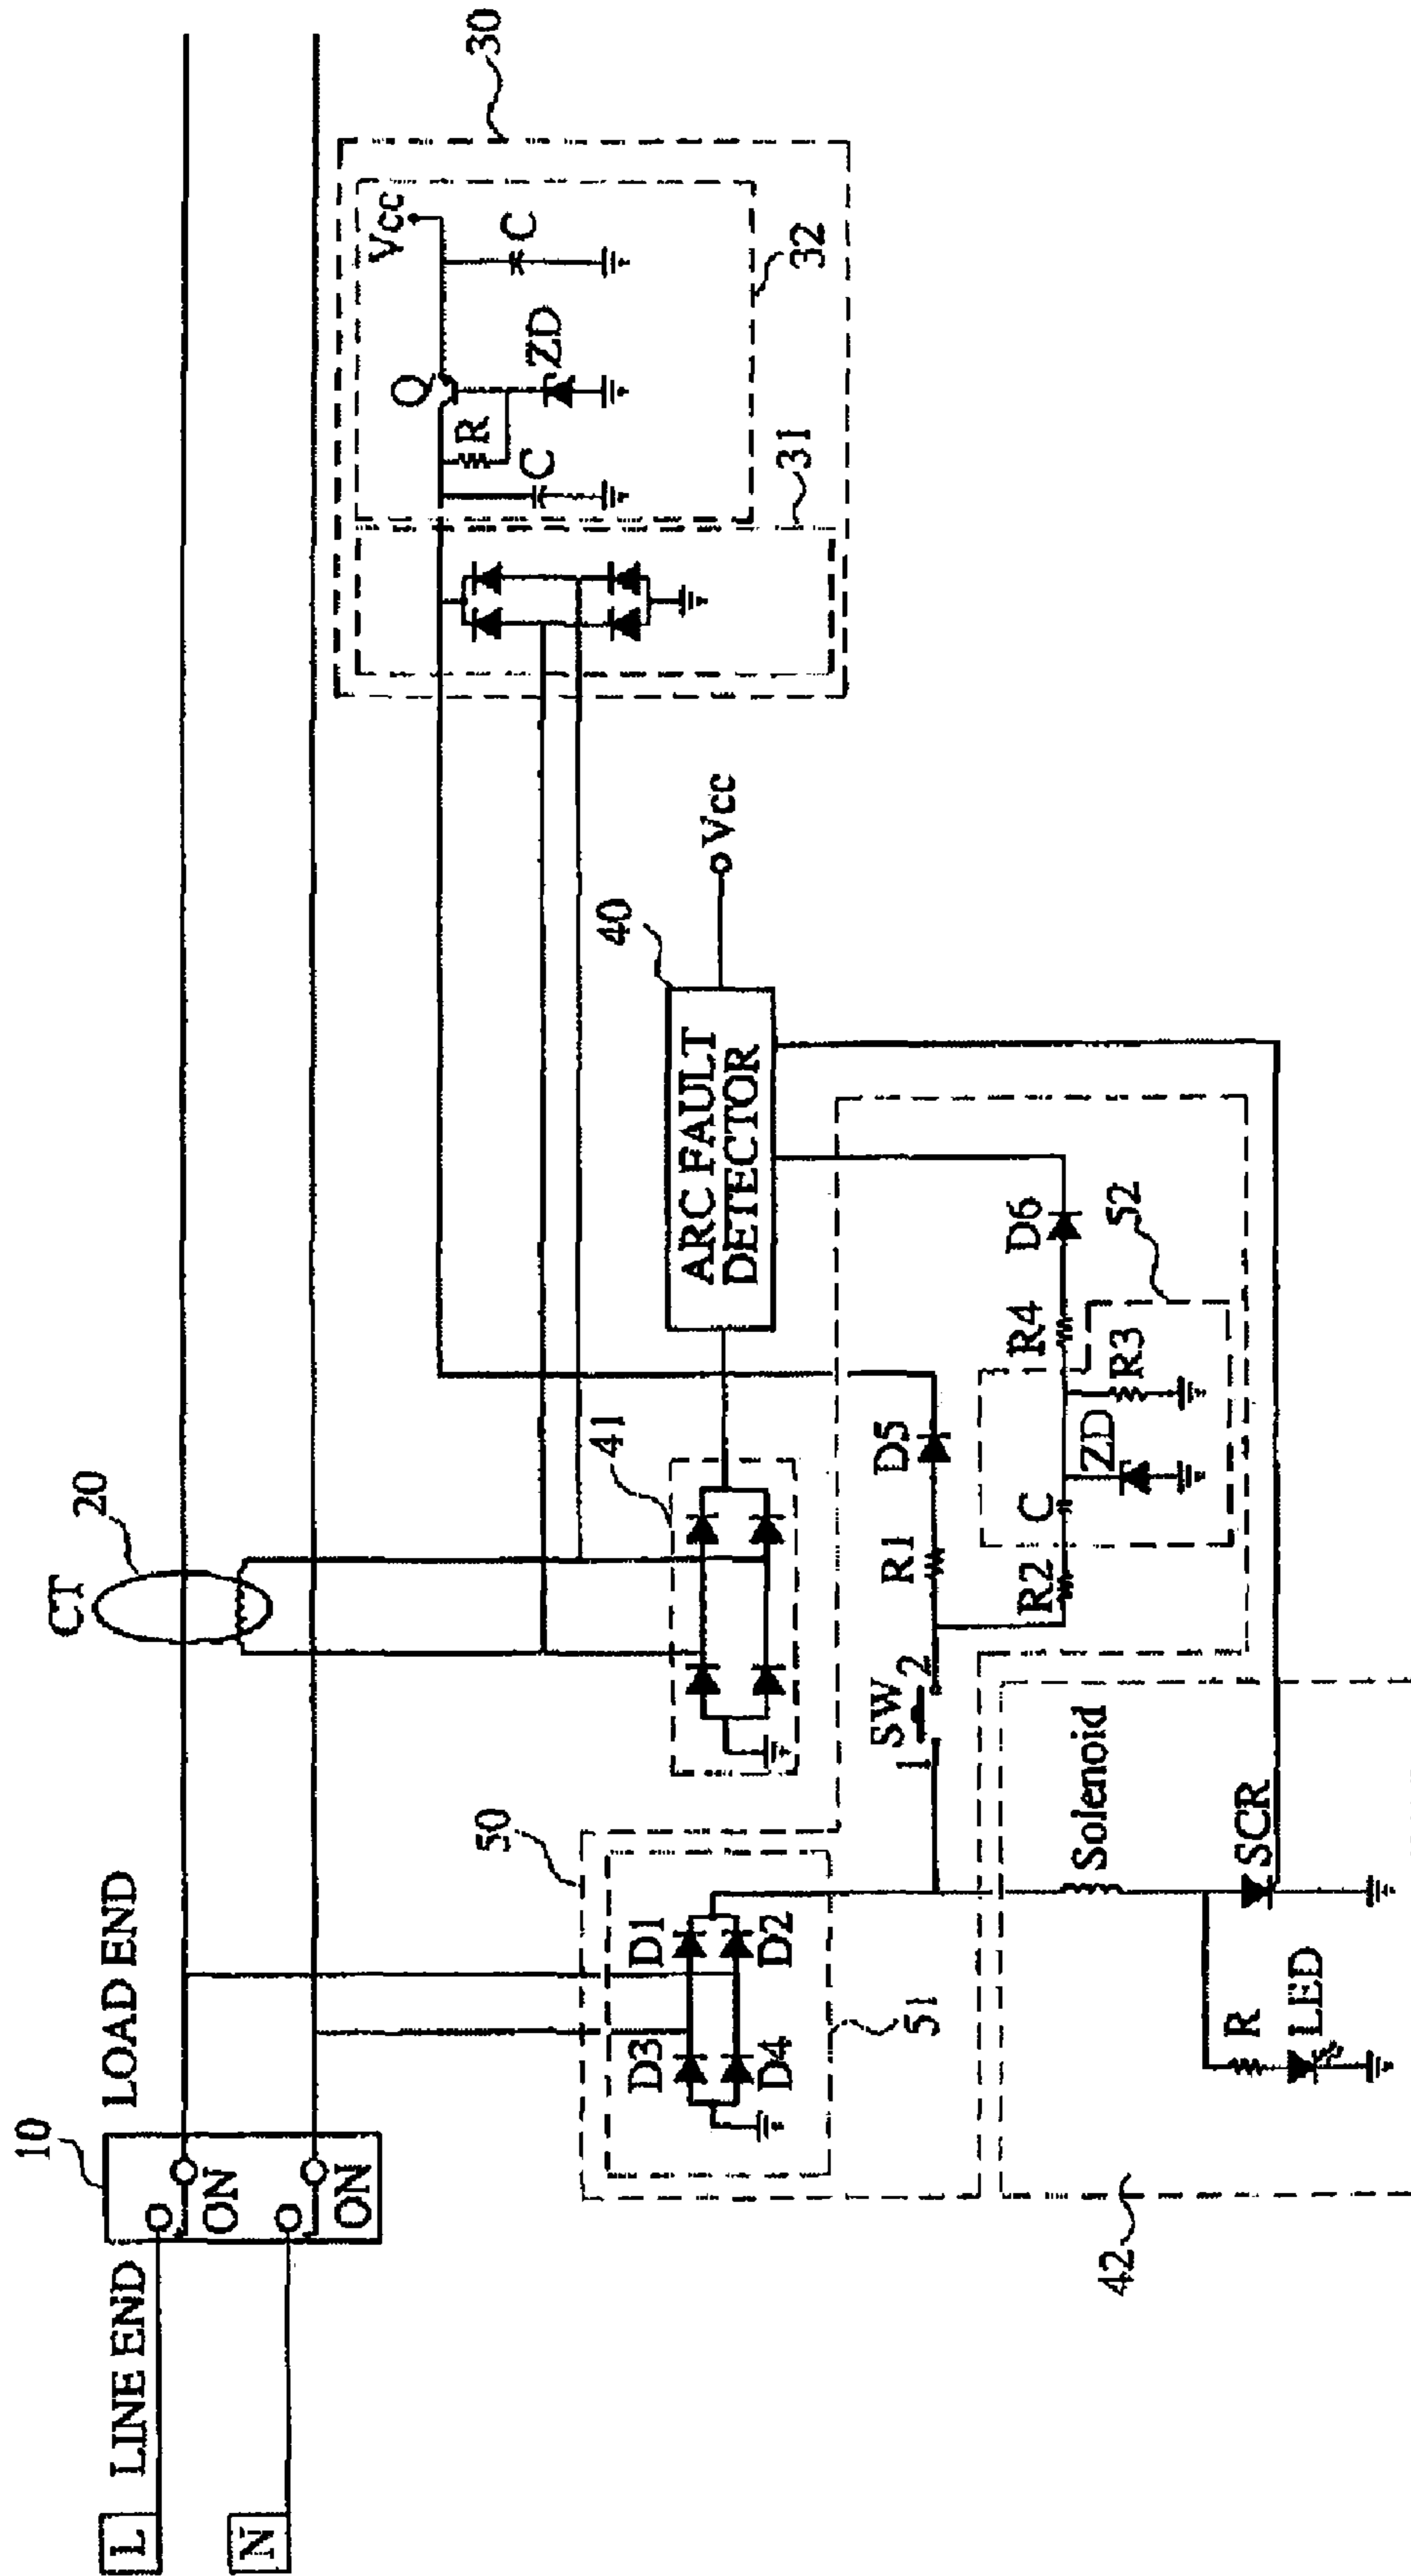 L
LINE END
N
10
ON
ON
LOAD END
CT
20
30
Vcc
Q
R
C
ZD
C
32
31
40
ARC FAULT
DETECTOR
Vcc
41
50
D1
D2
D3
D4
51
SW
1
2
R1
D5
R2
C
ZD
R3
R4
D6
52
Solenoid
SCR
R
LED
42